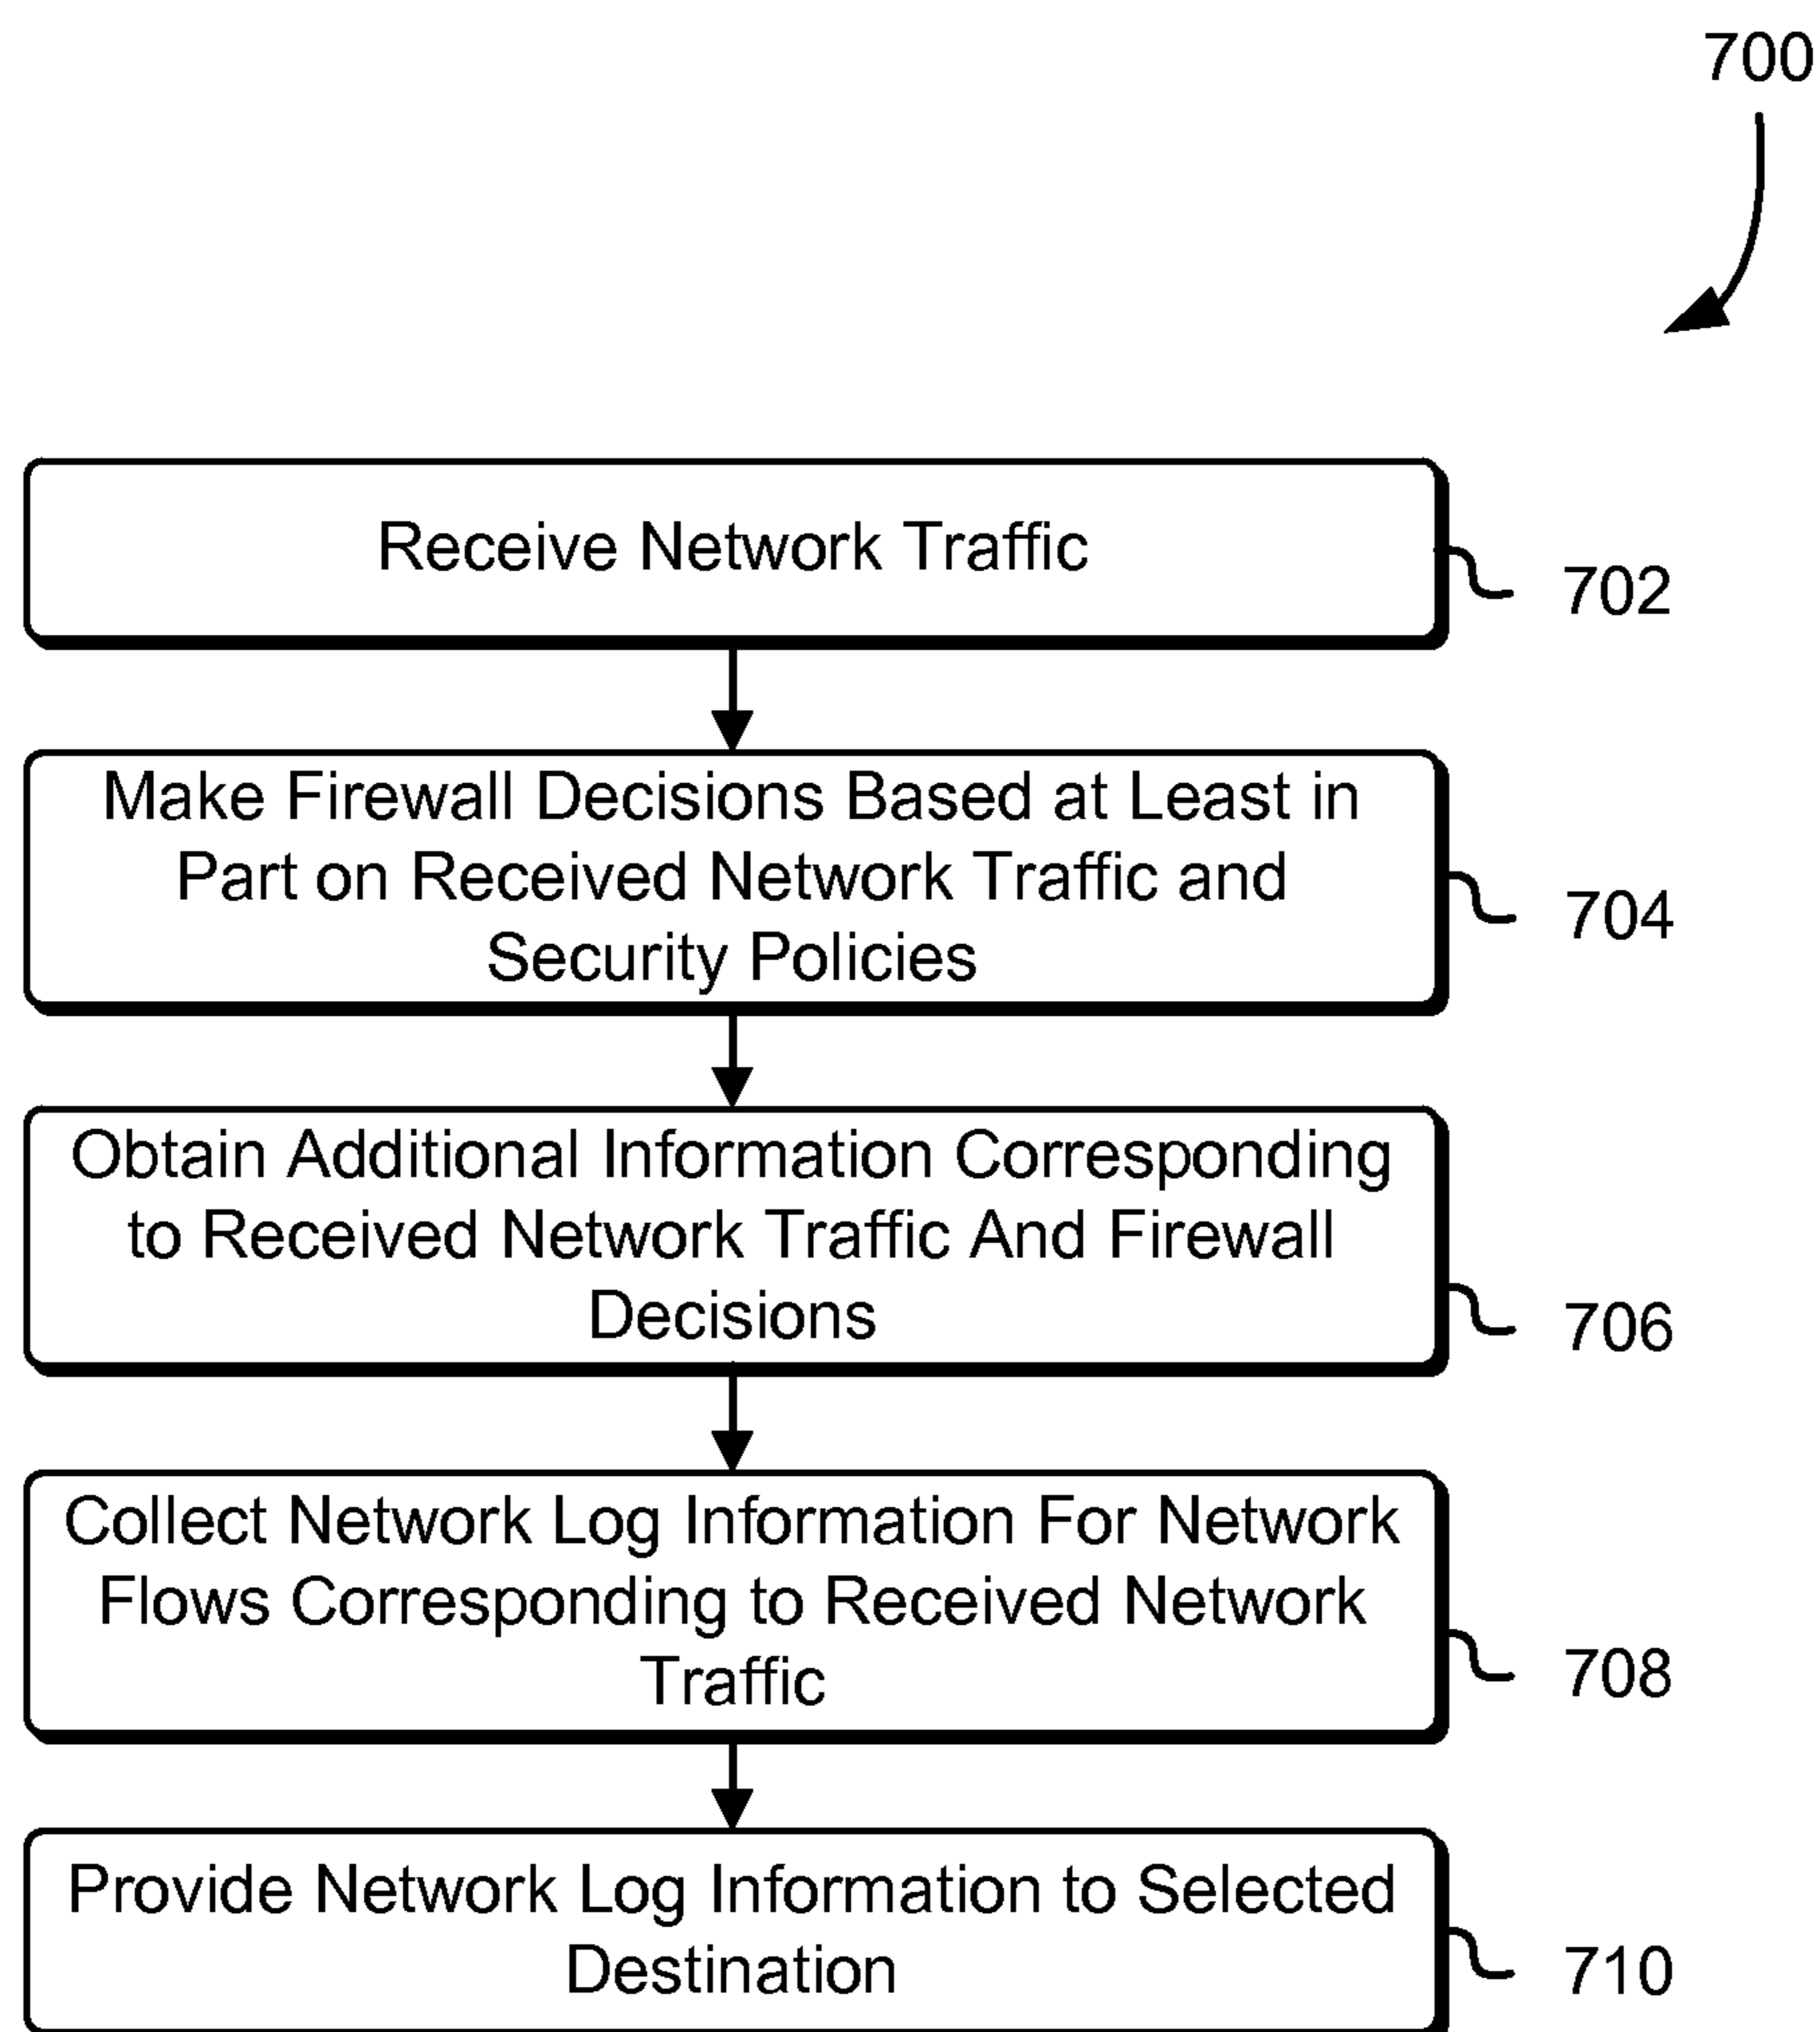 700
Receive Network Traffic
702
Make Firewall Decisions Based at Least in
Part on Received Network Traffic and
Security Policies
704
Obtain Additional Information Corresponding
to Received Network Traffic And Firewall
Decisions
706
Collect Network Log Information For Network
Flows Corresponding to Received Network
Traffic
708
Provide Network Log Information to Selected
Destination
710